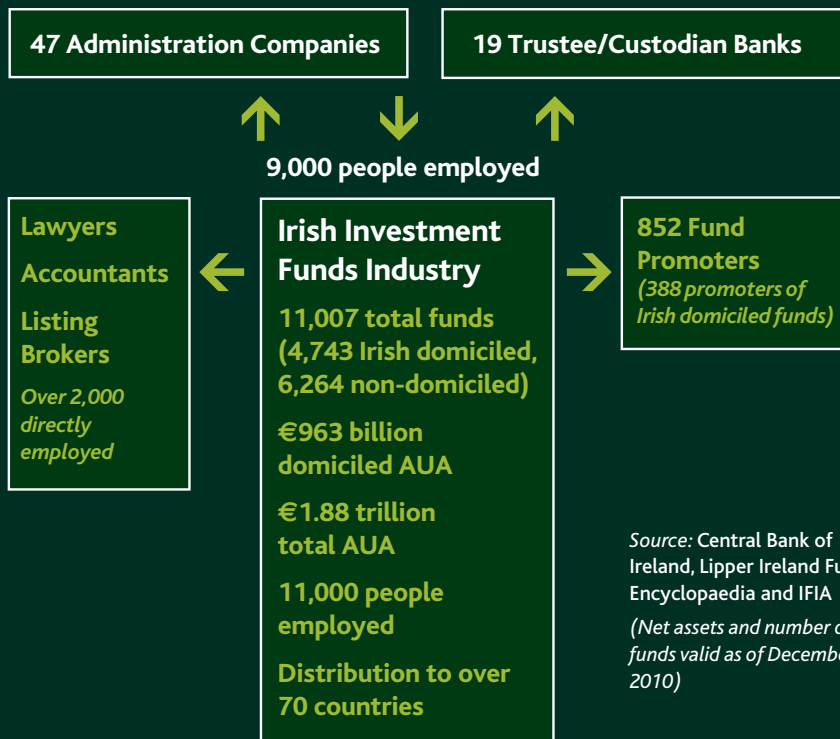 47 Administration Companies
19 Trustee/Custodian Banks
9,000 people employed
Lawyers
Accountants
Listing
Brokers
Over 2,000
directly
employed
Irish Investment
Funds Industry
11,007 total funds
(4,743 Irish domiciled,
6,264 non-domiciled)
€963 billion
domiciled AUA
€1.88 trillion
total AUA
11,000 people
employed
Distribution to over
70 countries
852 Fund
Promoters
(388 promoters of
Irish domiciled funds)
Source: Central Bank of
Ireland, Lipper Ireland
Encyclopaedia and IFIA
(Net assets and number
funds valid as of
2010)